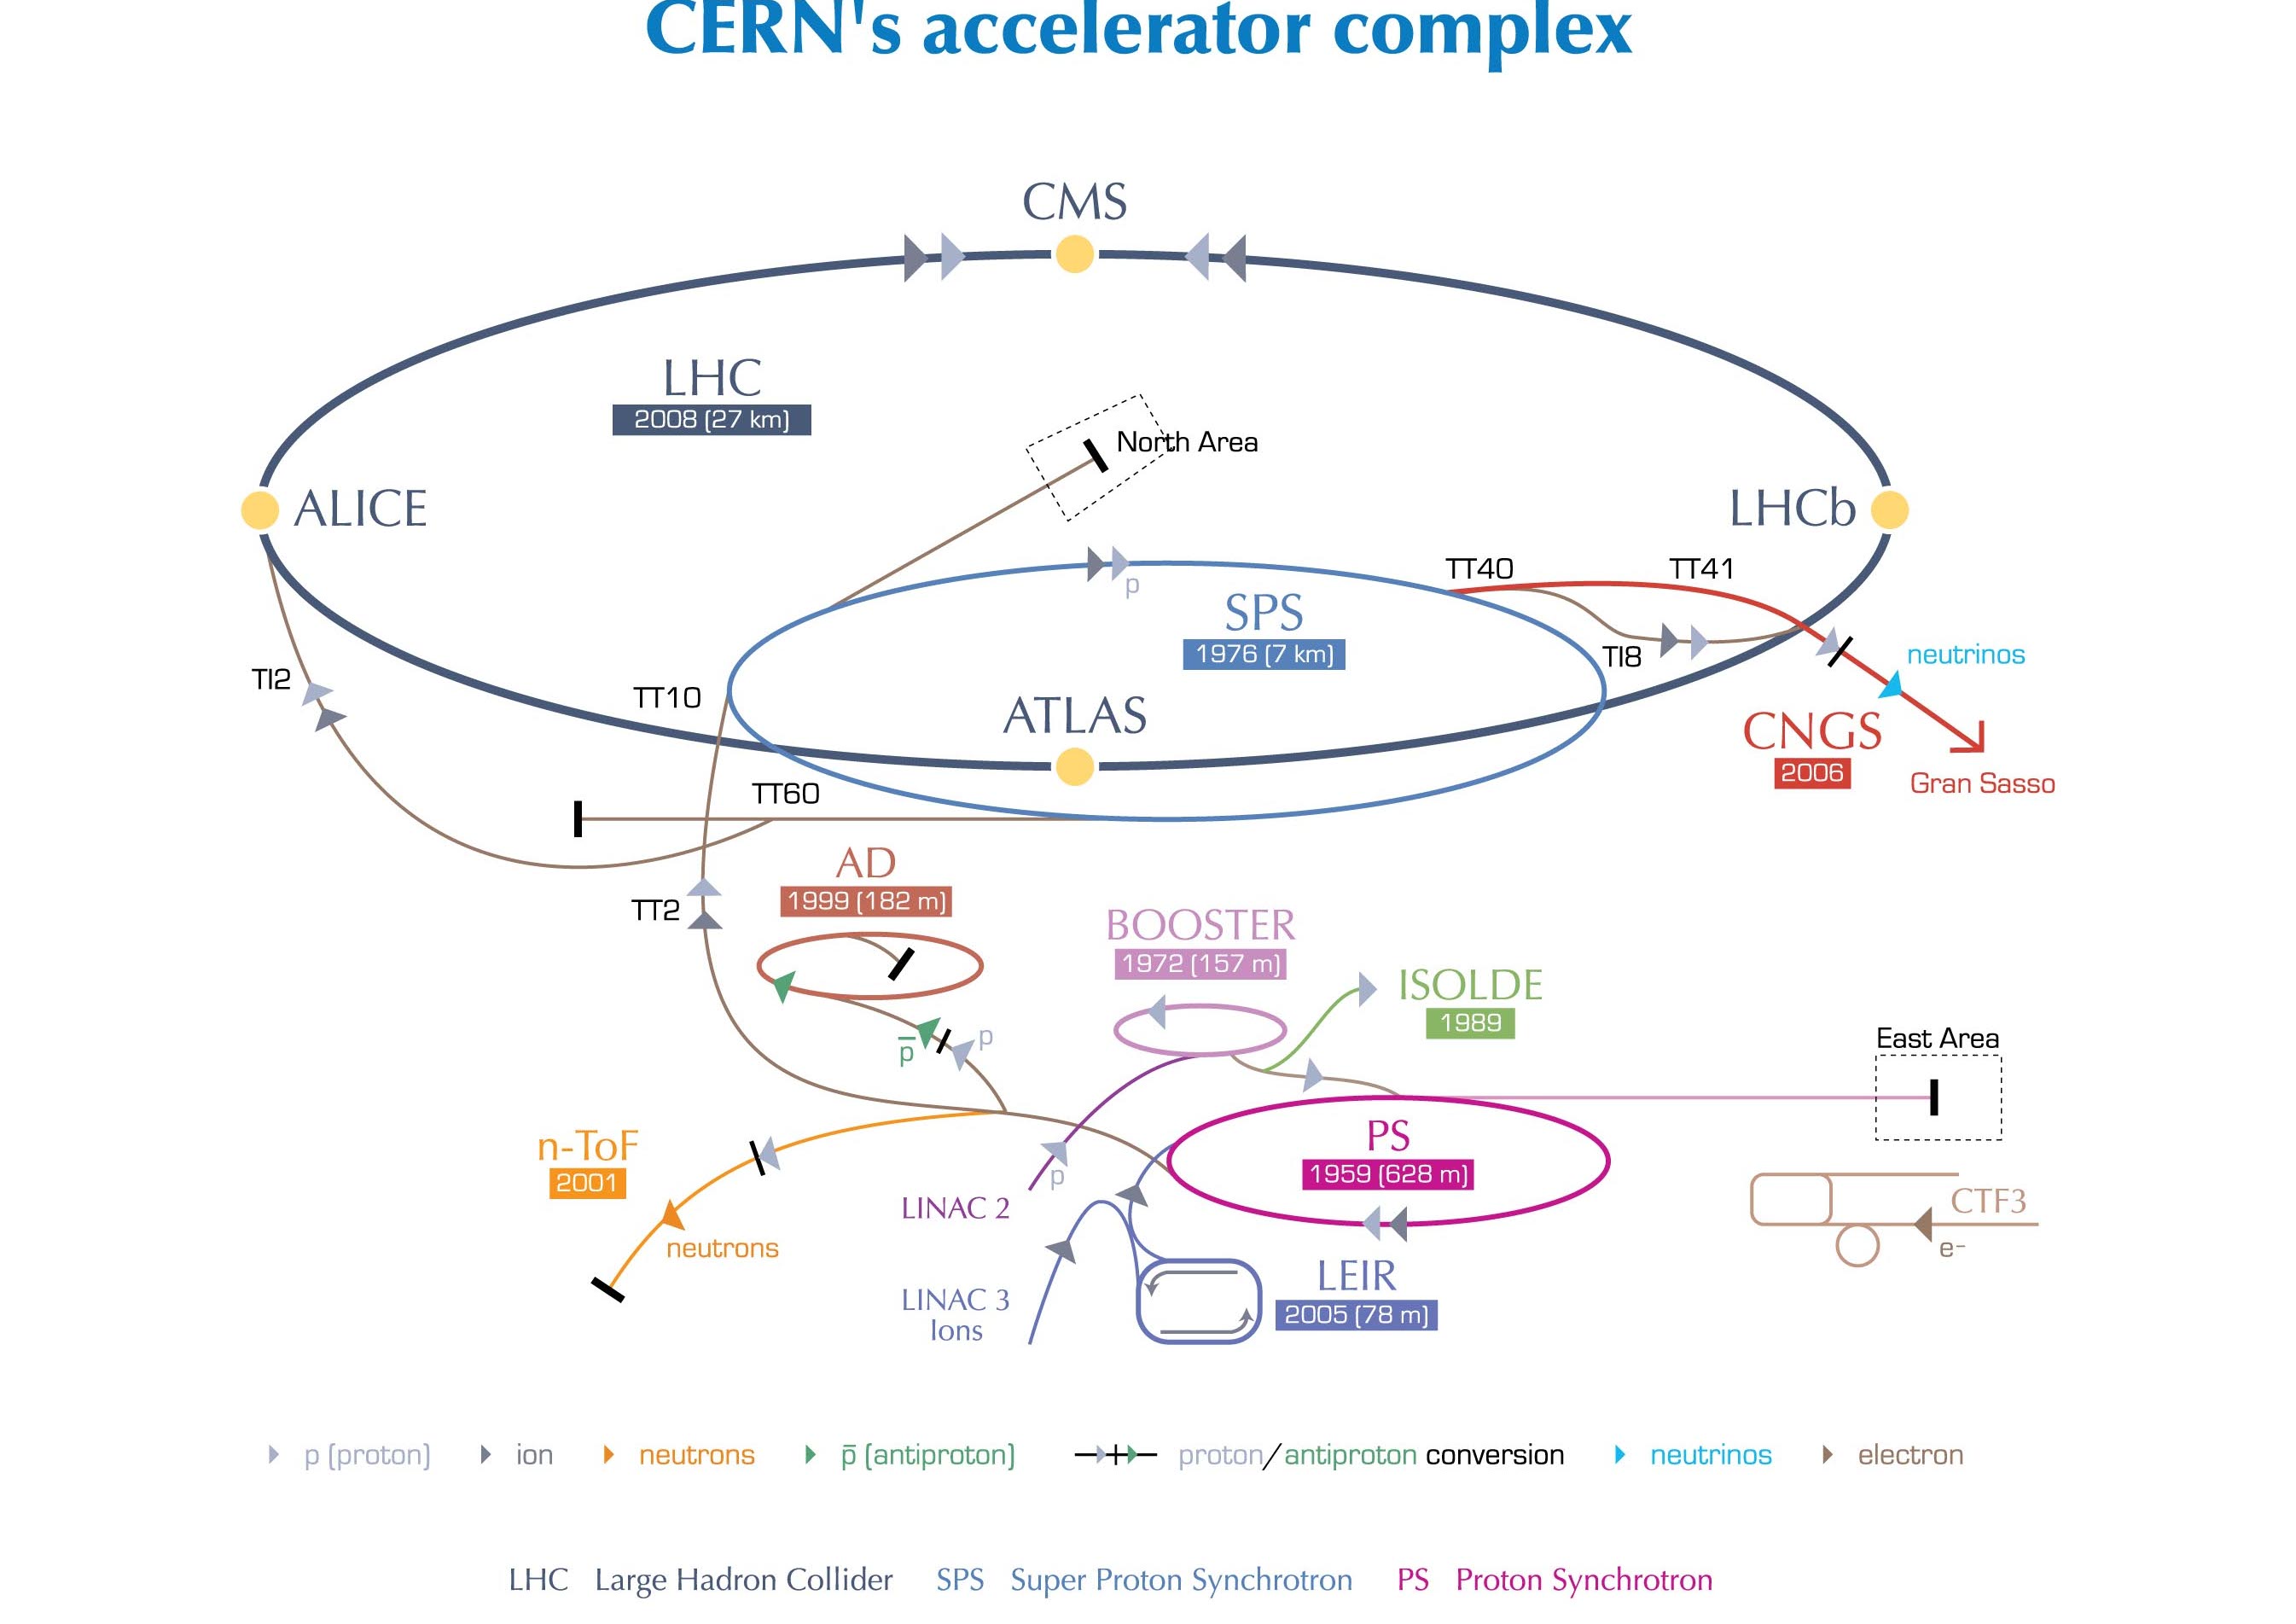 CERN's accelerator complex
CMS
LHC
2008 (27 km)
North Area
ALICE
LHCb
TT40
TT41
p
SPS
1976 (7 km)
TI8
neutrinos
TI2
TT10
ATLAS
CNGS
2006
Gran Sasso
TT60
AD
1999 (182 m)
TT2
BOOSTER
1972 (157 m)
ISOLDE
1989
East Area
p̅
p
n-ToF
2001
PS
1959 (628 m)
p
LINAC 2
CTF3
e-
neutrons
LEIR
2005 (78 m)
LINAC 3
Ions
p (proton) ion neutrons p̅ (antiproton) proton/antiproton conversion neutrinos electron
LHC Large Hadron Collider SPS Super Proton Synchrotron PS Proton Synchrotron